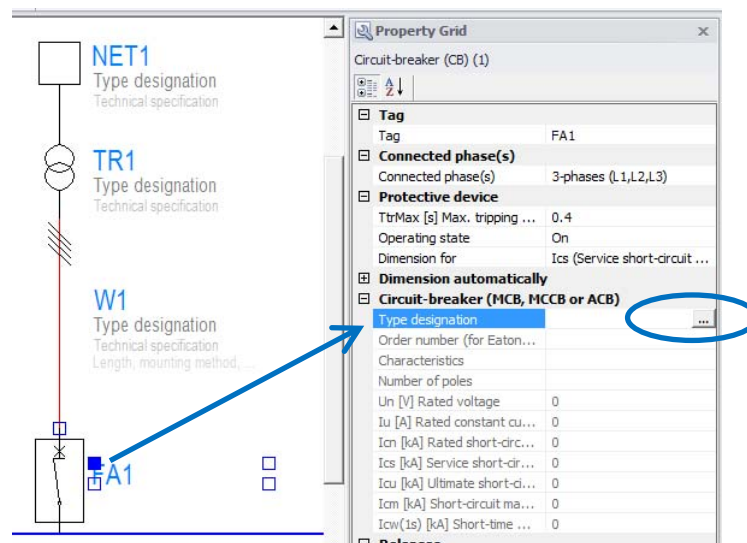 NET1
Type designation
Technical specification
TR1
Type designation
Technical specification
W1
Type designation
Technical specification
Length, mounting method, ...
FA1
Property Grid
Circuit-breaker (CB) (1)
Tag
Tag FA1
Connected phase(s)
Connected phase(s) 3-phases (L1,L2,L3)
Protective device
TtrMax [s] Max. tripping ... 0.4
Operating state On
Dimension for Ics (Service short-circuit ...
Dimension automatically
Circuit-breaker (MCB, MCCB or ACB)
Type designation ...
Order number (for Eaton...
Characteristics
Number of poles
Un [V] Rated voltage 0
Iu [A] Rated constant cu... 0
Icn [kA] Rated short-circ... 0
Ics [kA] Service short-cir... 0
Icu [kA] Ultimate short-ci... 0
Icm [kA] Short-circuit ma... 0
Icw(1s) [kA] Short-time ... 0